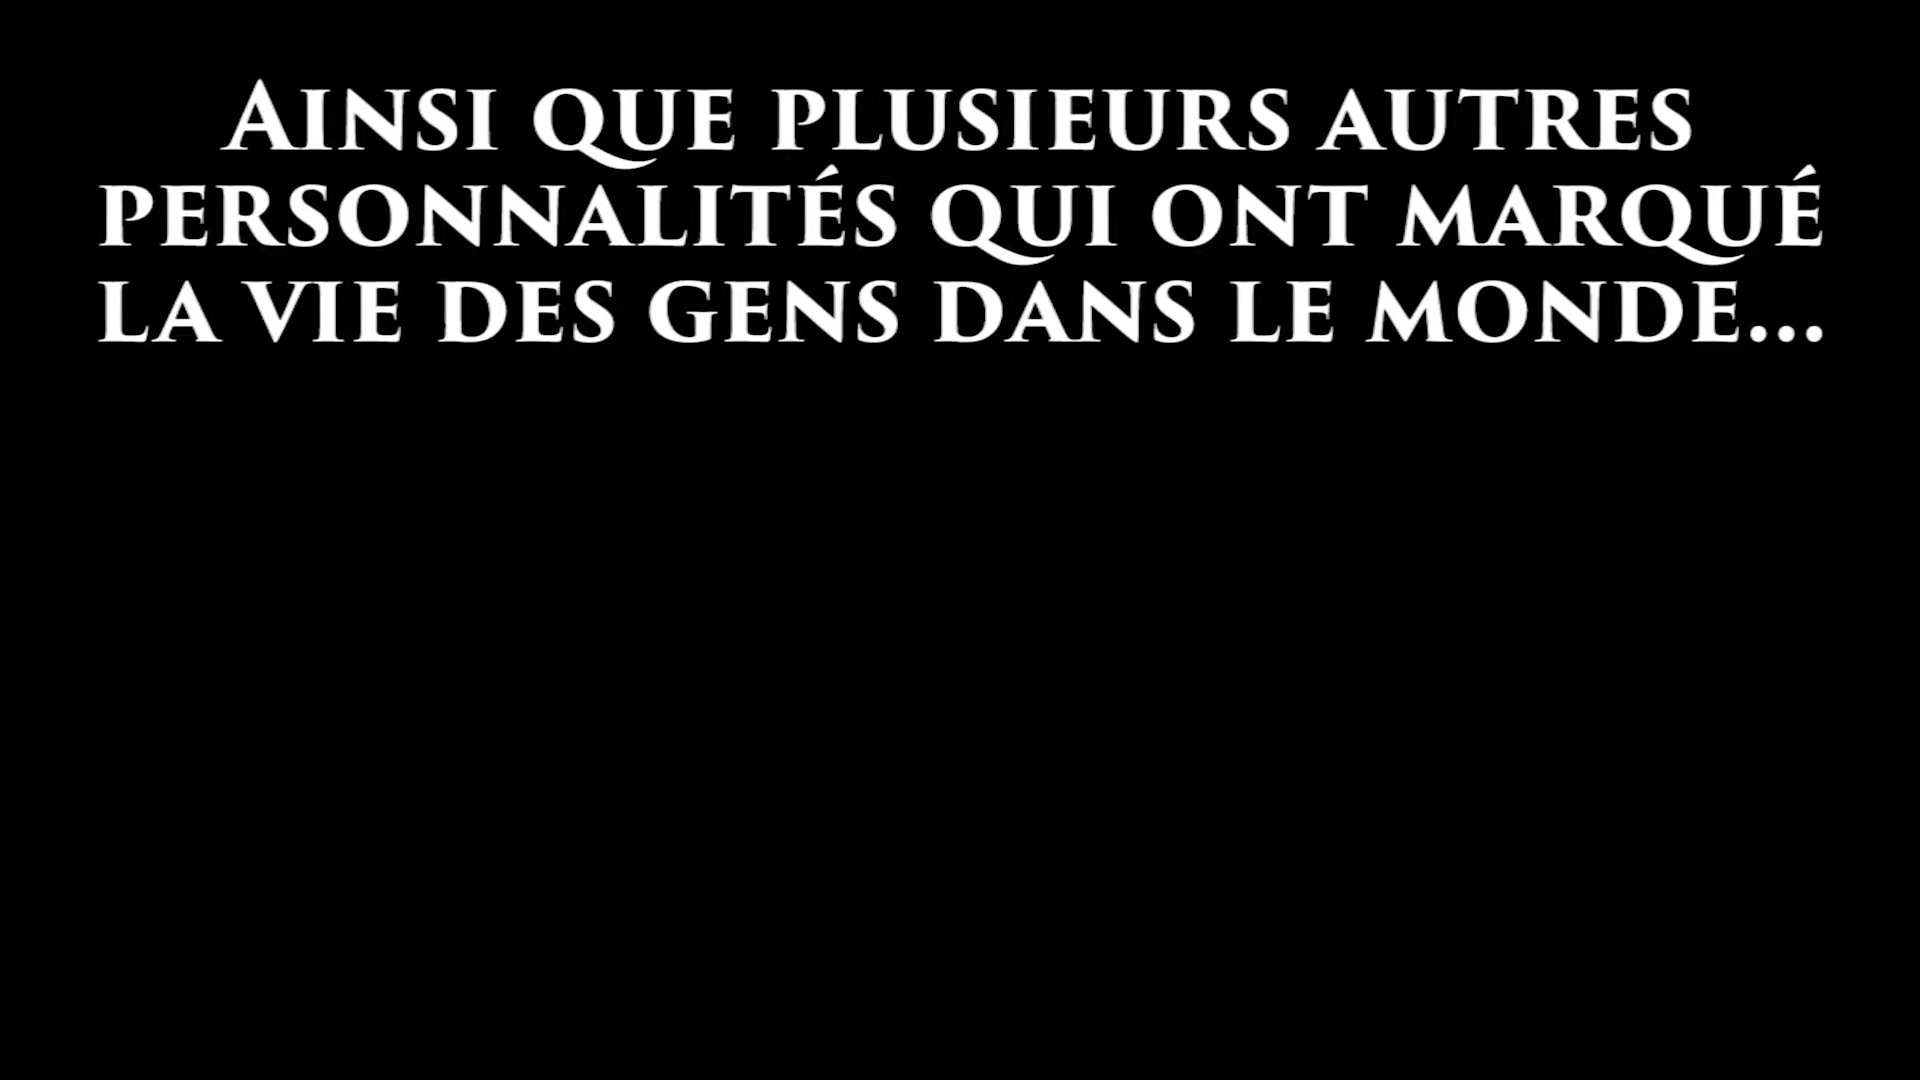 Ainsi que plusieurs autres
personnalités qui ont marqué
la vie des gens dans le monde...